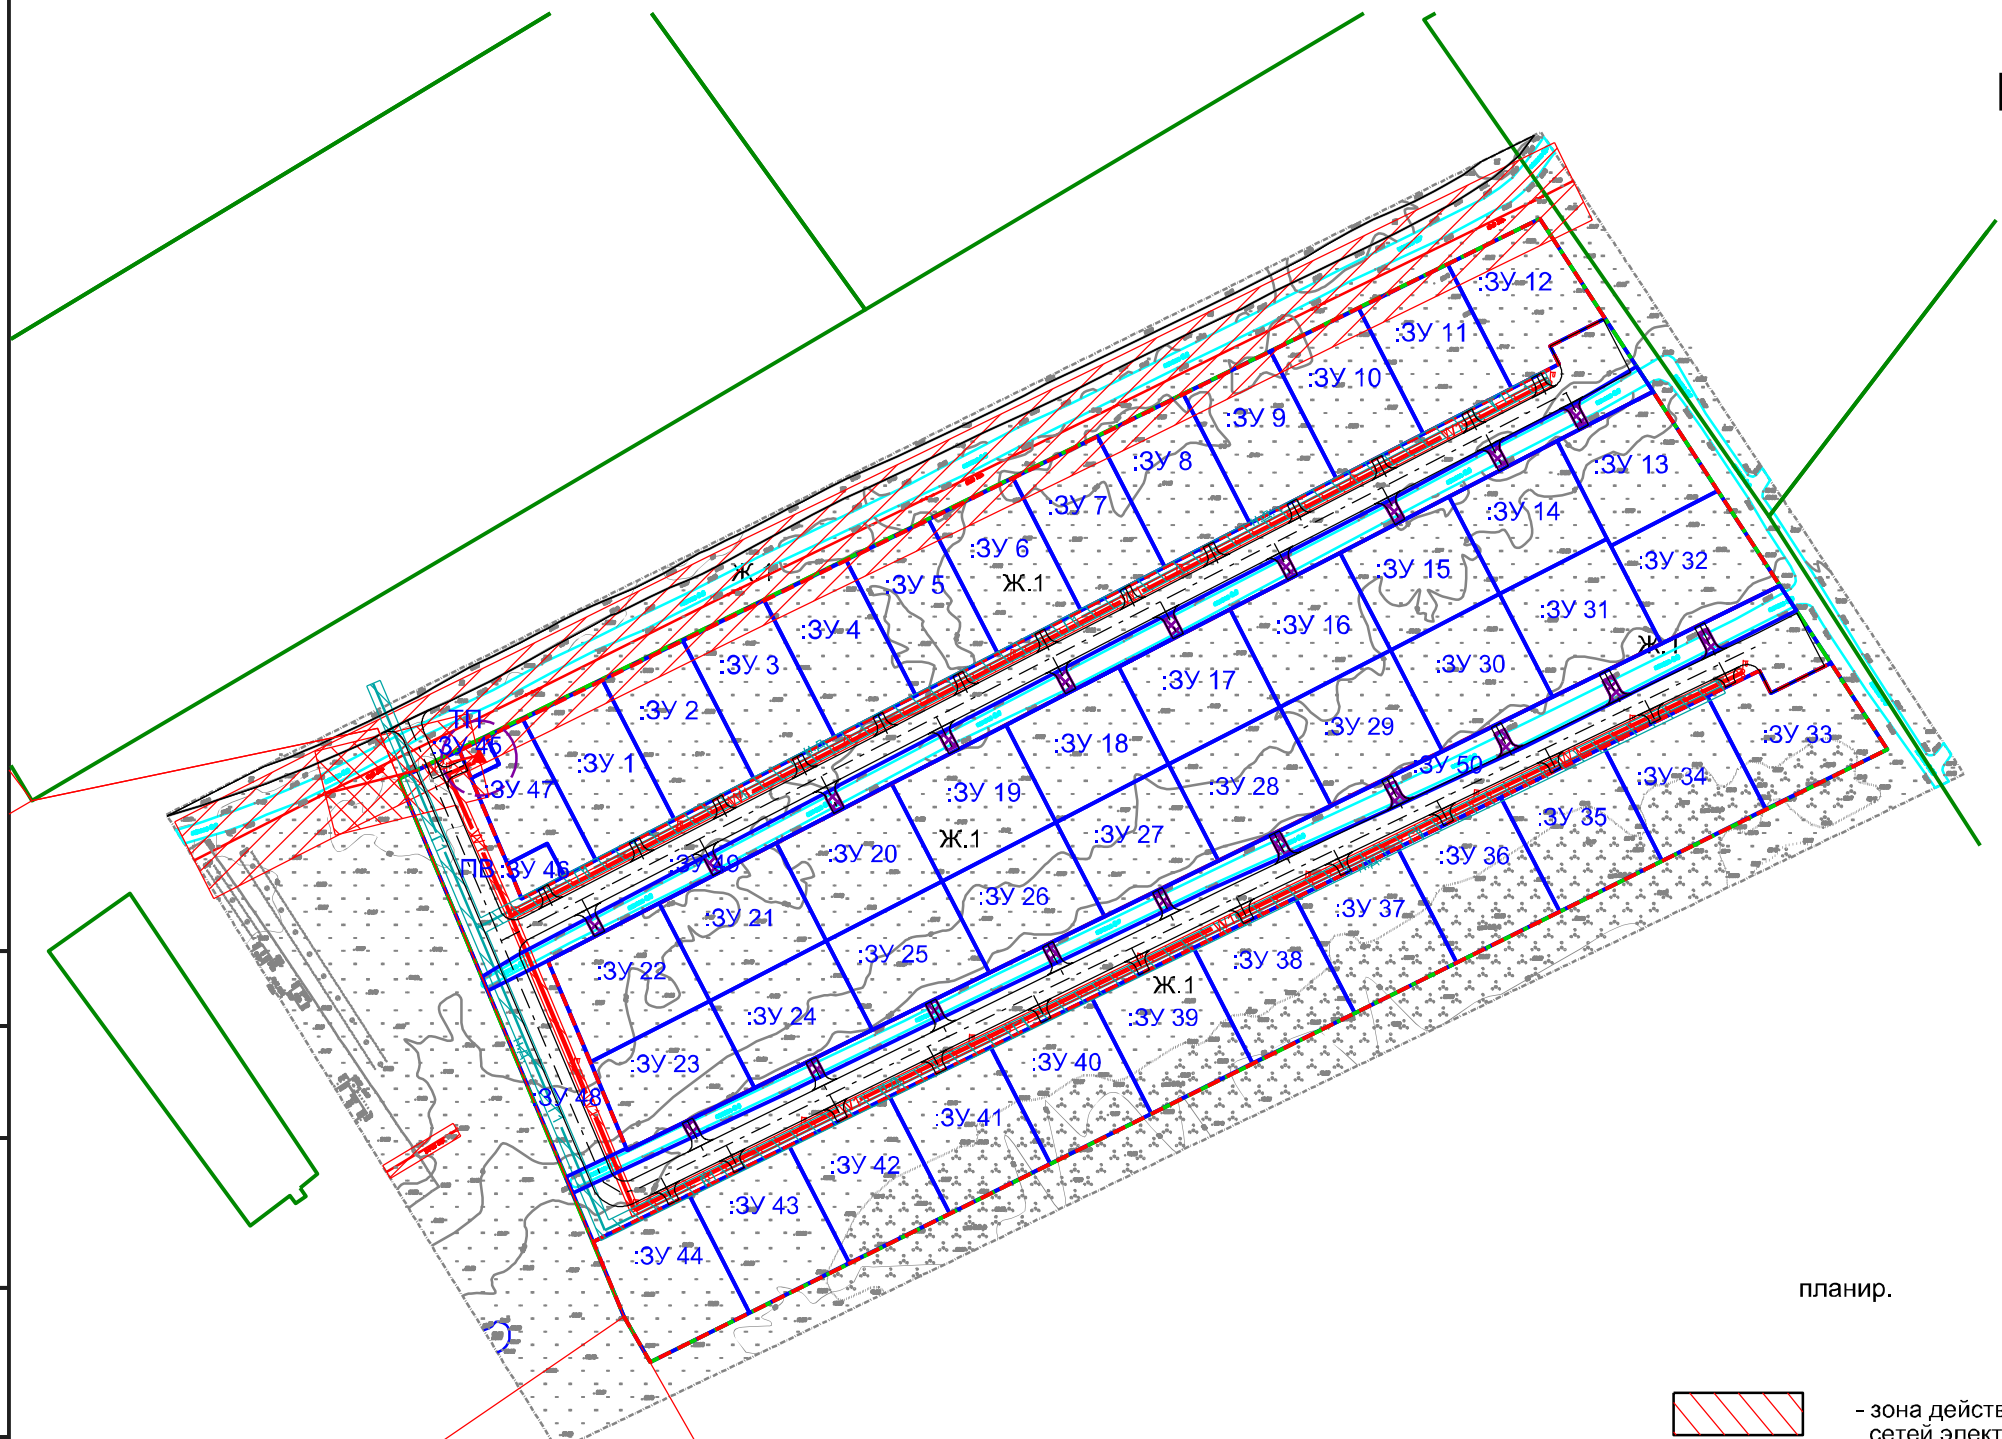 :ЗУ 12
:ЗУ 11
:ЗУ 10
:ЗУ 9
:ЗУ 8
:ЗУ 7
:ЗУ 6
:ЗУ 5
:ЗУ 4
:ЗУ 3
:ЗУ 2
:ЗУ 1
Ж.1
Ж.1
ТП
:ЗУ 45
:ЗУ 47
ПВ :ЗУ 46
:ЗУ 49
:ЗУ 13
:ЗУ 14
:ЗУ 15
:ЗУ 16
:ЗУ 17
:ЗУ 18
:ЗУ 19
:ЗУ 20
:ЗУ 21
:ЗУ 22
Ж.1
:ЗУ 32
:ЗУ 31
:ЗУ 30
:ЗУ 29
:ЗУ 28
:ЗУ 27
:ЗУ 26
:ЗУ 25
:ЗУ 24
:ЗУ 23
Ж.1
:ЗУ 50
:ЗУ 48
:ЗУ 33
:ЗУ 34
:ЗУ 35
:ЗУ 36
:ЗУ 37
:ЗУ 38
Ж.1
:ЗУ 39
:ЗУ 40
:ЗУ 41
:ЗУ 42
:ЗУ 43
:ЗУ 44
планир.
- зона действ
сетей элект